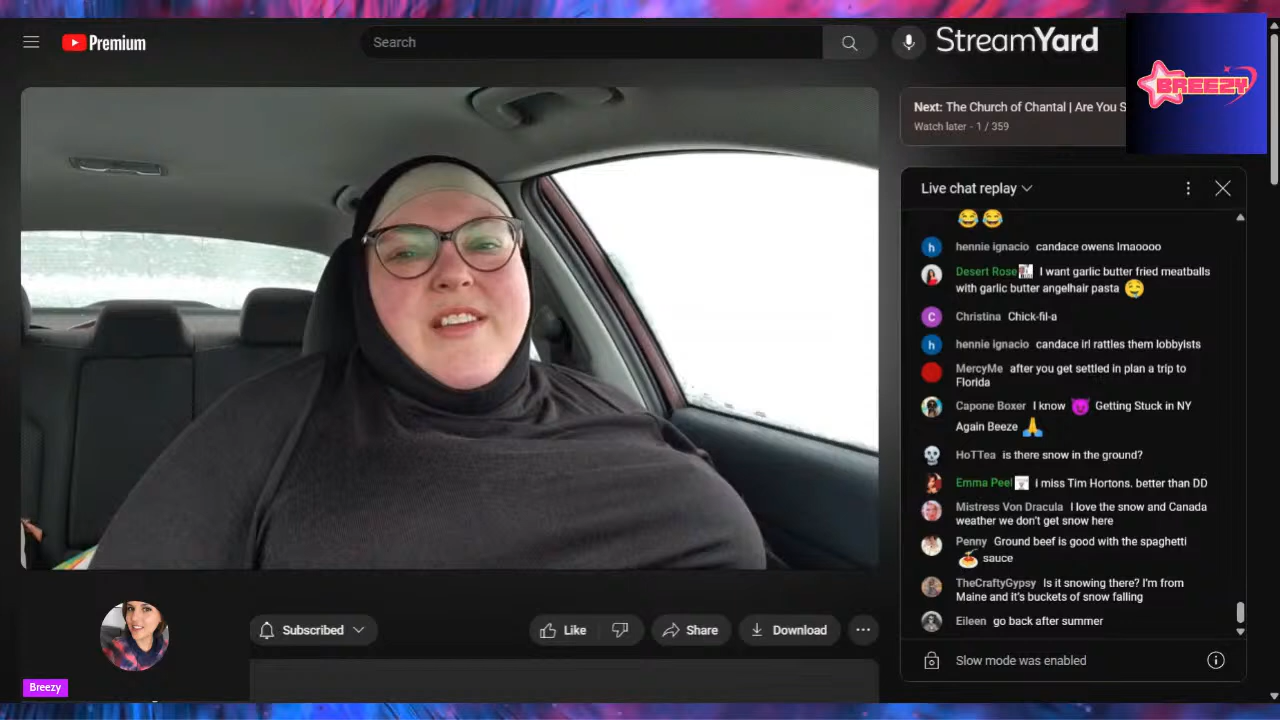 Premium
Search
StreamYard
BREEZY
Next: The Church of Chantal | Are You S
Watch later - 1 / 359
Live chat replay
hennie ignacio candace owens lmaoooo
Desert Rose I want garlic butter fried meatballs
with garlic butter angelhair pasta
C Christina Chick-fil-a
h hennie ignacio candace irl rattles them lobbyists
MercyMe after you get settled in plan a trip to
Florida
Capone Boxer I know Getting Stuck in NY
Again Beeze
HoTTea is there snow in the ground?
Emma Peel i miss Tim Hortons. better than DD
Mistress Von Dracula I love the snow and Canada
weather we don't get snow here
Penny Ground beef is good with the spaghetti
sauce
TheCraftyGypsy Is it snowing there? I'm from
Maine and it's buckets of snow falling
Eileen go back after summer
Slow mode was enabled
Subscribed
Like
Share
Download
Breezy